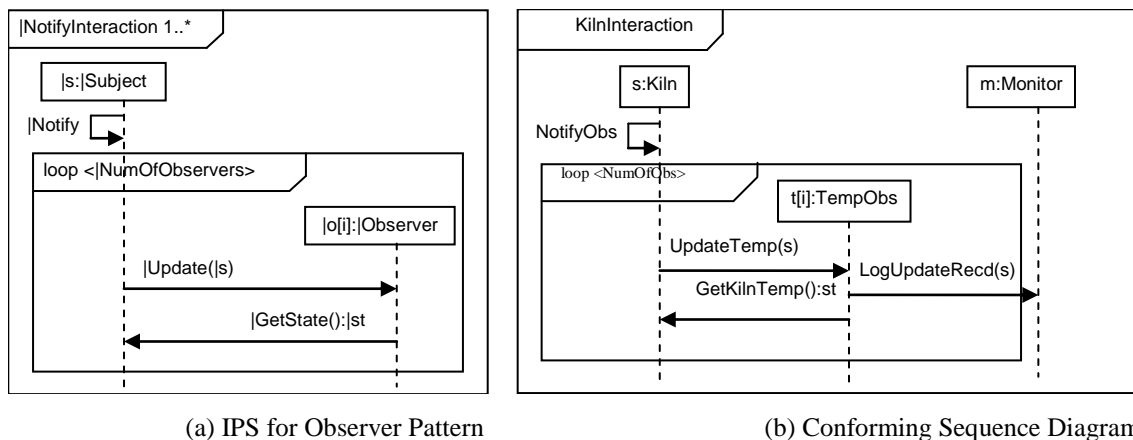 |NotifyInteraction 1..*
|s:|Subject
|Notify
loop <|NumOfObservers>
|o[i]:|Observer
|Update(|s)
|GetState():|st
KilnInteraction
s:Kiln
m:Monitor
NotifyObs
loop <NumOfObs>
t[i]:TempObs
UpdateTemp(s)
LogUpdateRecd(s)
GetKilnTemp():st
(a) IPS for Observer Pattern
(b) Conforming Sequence Diagram